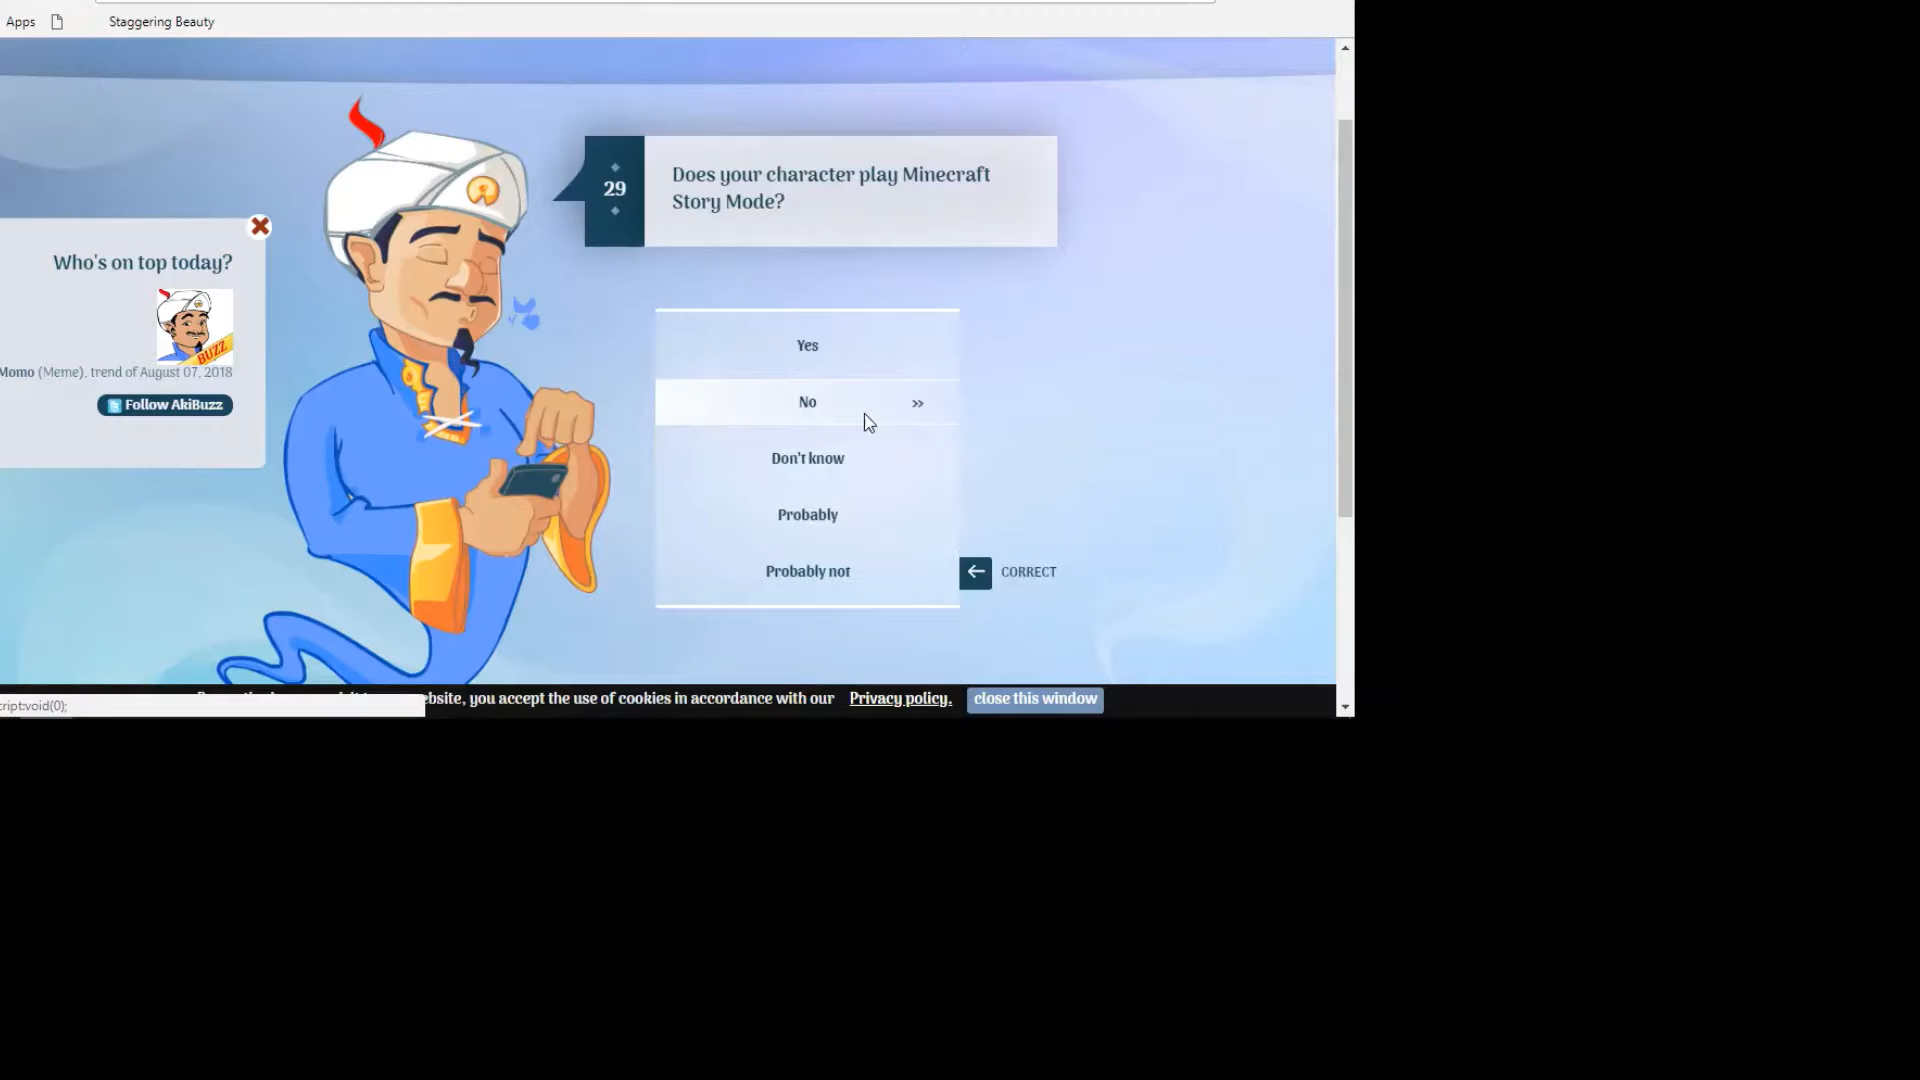 Apps
Staggering Beauty
29
Does your character play Minecraft
Story Mode?
Who's on top today?
BUZZ
Momo (Meme), trend of August 07, 2018
Follow AkiBuzz
Yes
No »
Don't know
Probably
Probably not
CORRECT
website, you accept the use of cookies in accordance with our Privacy policy. close this window
cript:void(0);